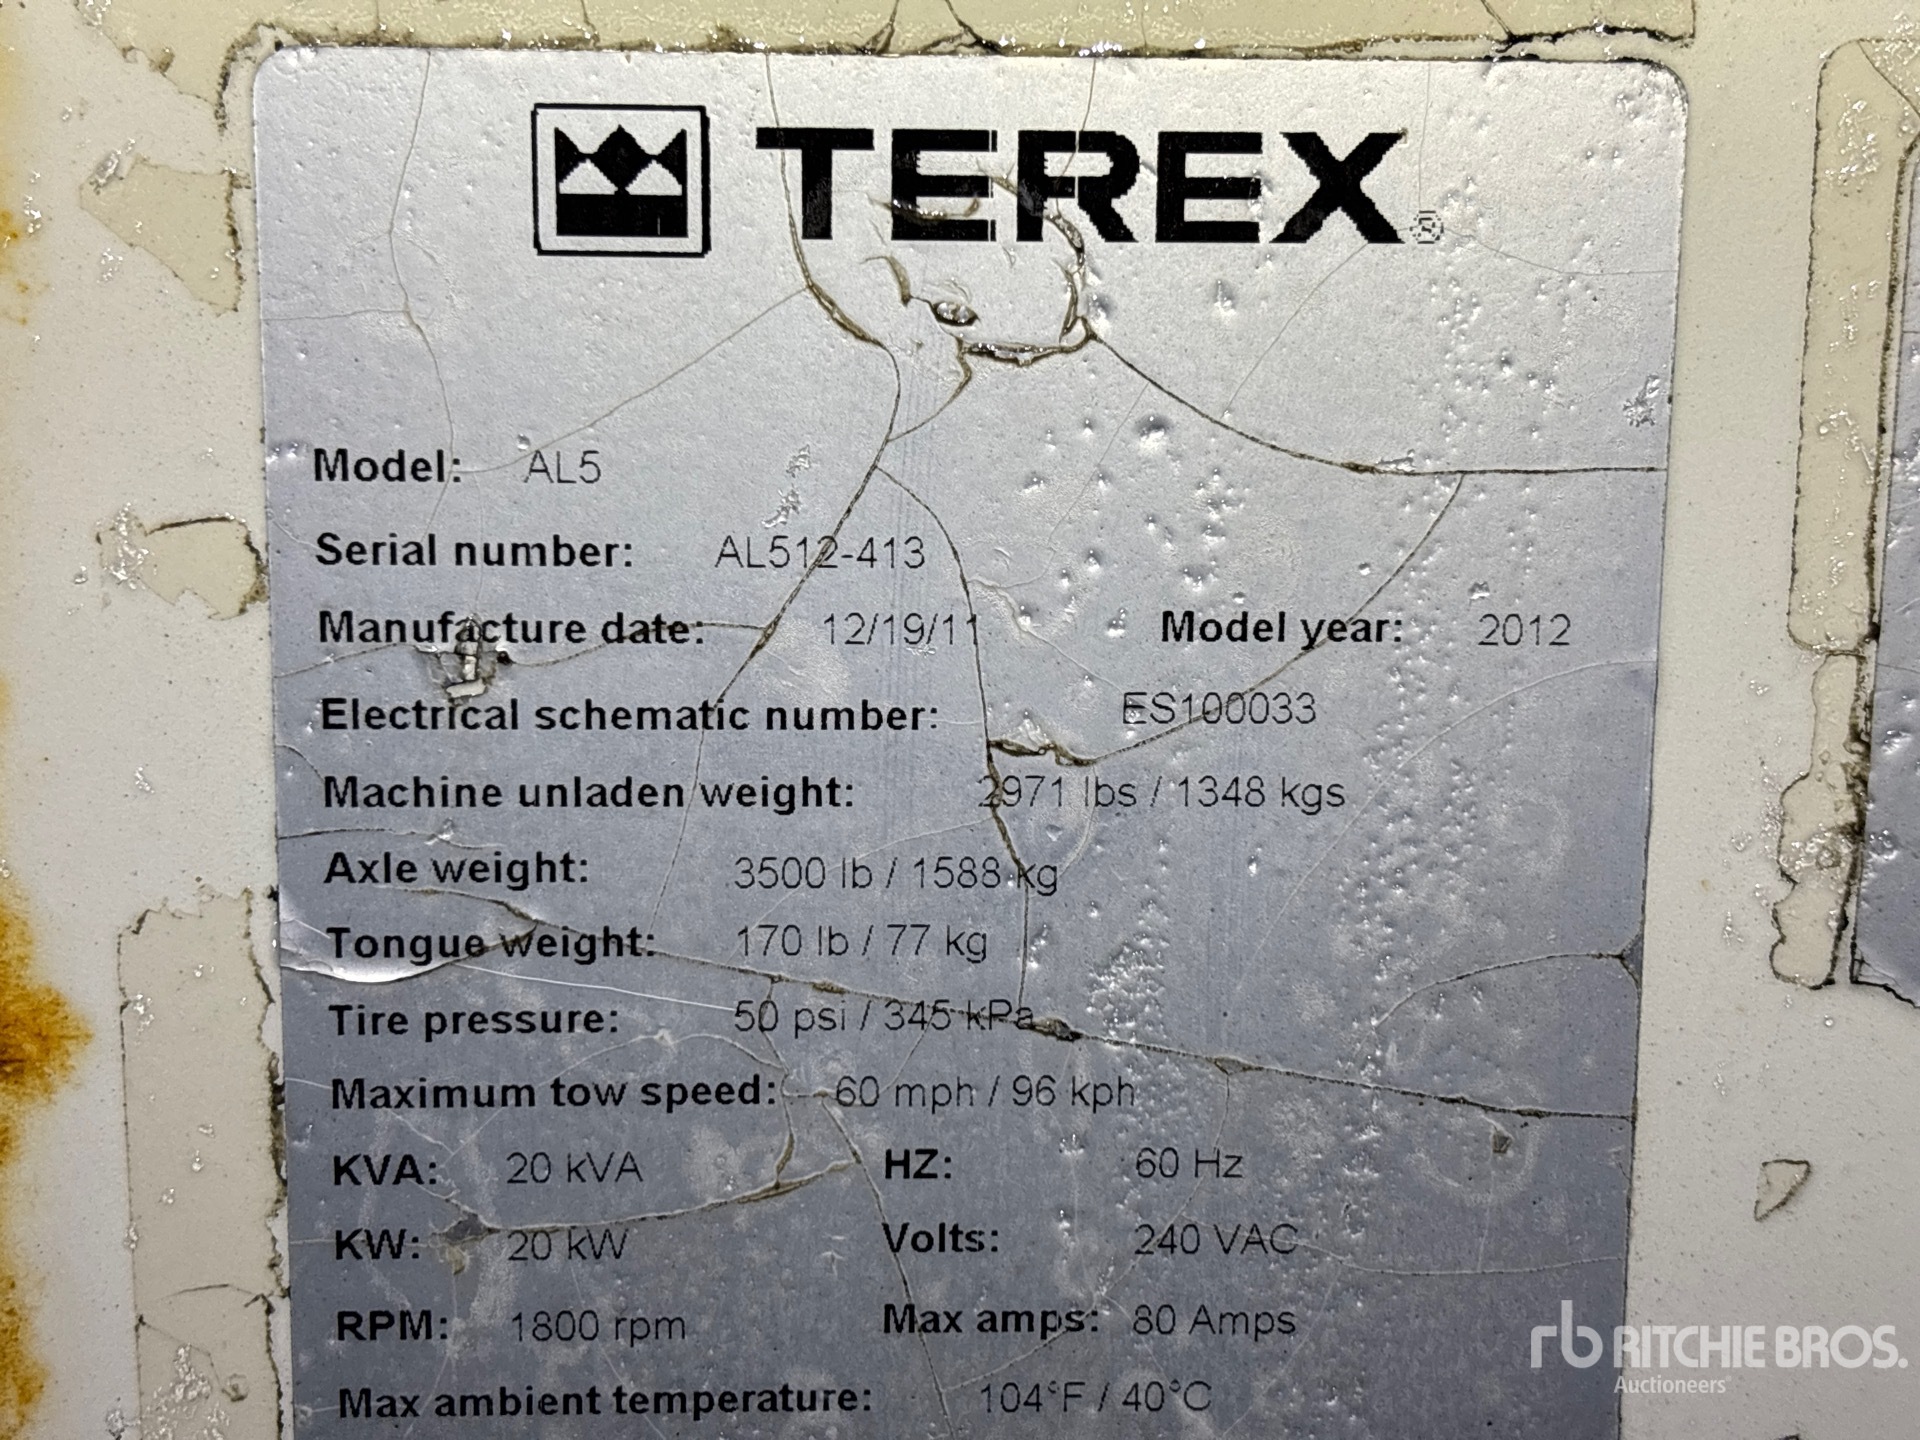 TEREX®
Model: AL5
Serial number: AL512-413
Manufacture date: 12/19/11 Model year: 2012
Electrical schematic number: ES100033
Machine unladen weight: 2971 lbs / 1348 kgs
Axle weight: 3500 lb / 1588 kg
Tongue weight: 170 lb / 77 kg
Tire pressure: 50 psi / 345 kPa
Maximum tow speed: 60 mph / 96 kph
KVA: 20 kVA HZ: 60 Hz
KW: 20 kW Volts: 240 VAC
RPM: 1800 rpm Max amps: 80 Amps
Max ambient temperature: 104°F / 40°C
rb RITCHIE BROS.
Auctioneers